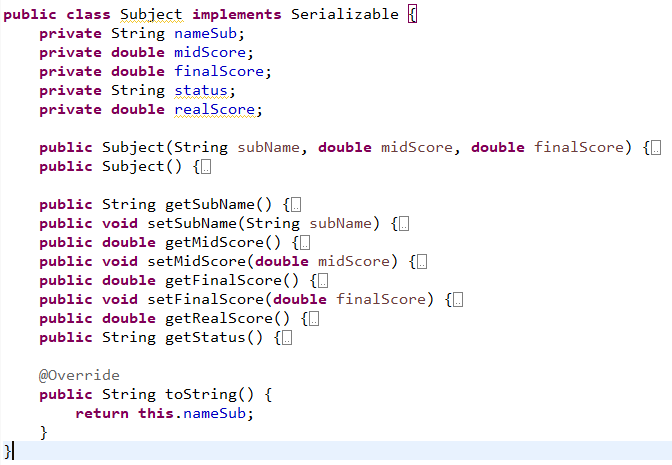 public class Subject implements Serializable {
private String nameSub;
private double midScore;
private double finalScore;
private String status;
private double realScore;
public Subject(String subName, double midScore, double finalScore) {..
public Subject() {..
public String getSubName() {..
public void setSubName(String subName) {..
public double getMidScore() {..
public void setMidScore(double midScore) {..
public double getFinalScore() {..
public void setFinalScore(double finalScore) {..
public double getRealScore() {..
public String getStatus() {..
@Override
public String toString() {
return this.nameSub;
}
}